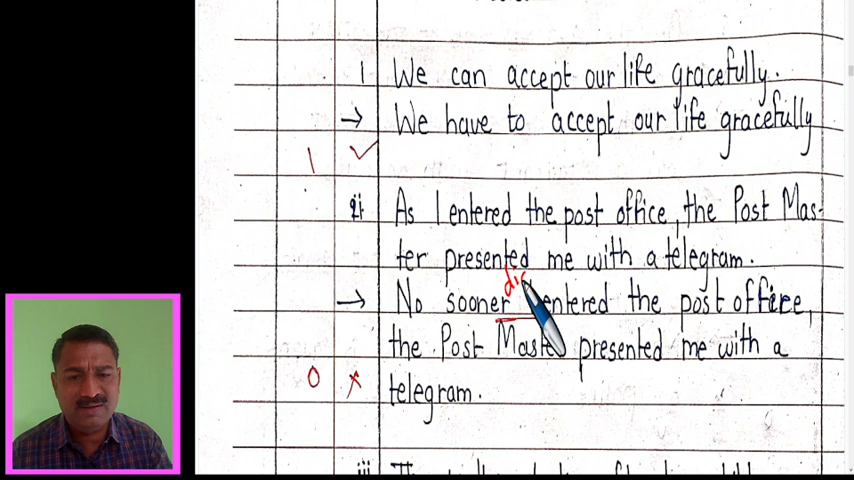 1 We can accept our life gracefully.
→ We have to accept our life gracefully
1 ✓
ii. As I entered the post office, the Post Mas-
ter presented me with a telegram.
→ No sooner entered the post office,
the Post Master presented me with a
0 ×
telegram.
iii